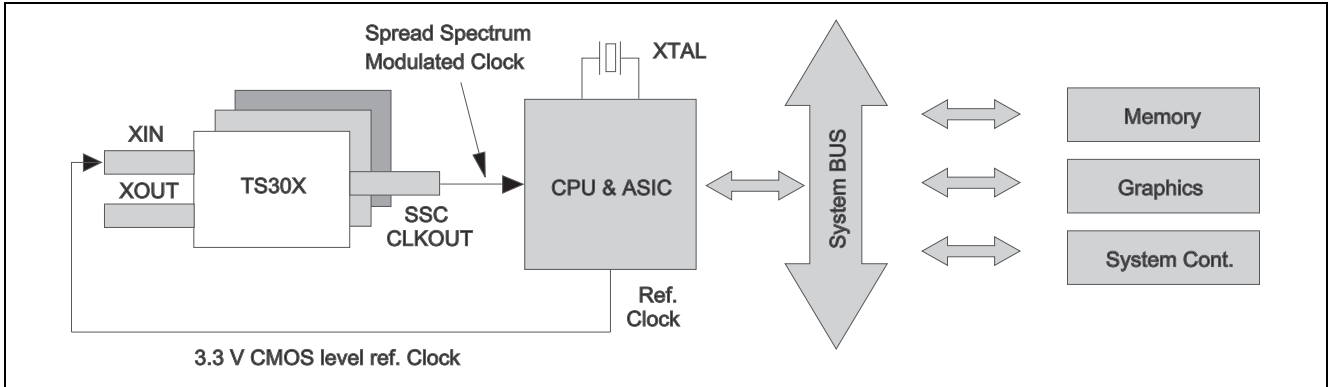 Spread Spectrum
Modulated Clock
XTAL
XIN
XOUT
TS30X
SSC
CLKOUT
CPU & ASIC
System BUS
Memory
Graphics
System Cont.
Ref.
Clock
3.3 V CMOS level ref. Clock